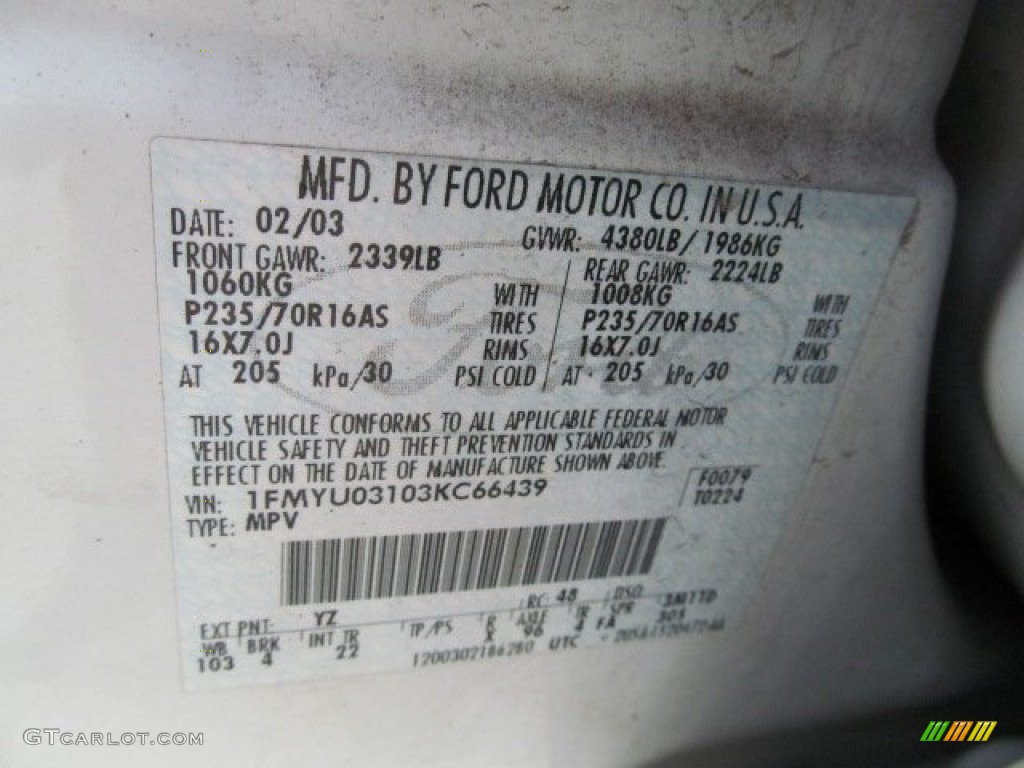 MFD. BY FORD MOTOR CO. IN U.S.A.
DATE: 02/03 GVWR: 4380LB/ 1986KG
FRONT GAWR: 2339LB REAR GAWR: 2224LB
1060KG WITH 1008KG WITH
P235/70R16AS TIRES P235/70R16AS TIRES
16X7.0J RIMS 16X7.0J RIMS
AT 205 kPa/30 PSI COLD AT 205 kPa/30 PSI COLD
Ford
THIS VEHICLE CONFORMS TO ALL APPLICABLE FEDERAL MOTOR
VEHICLE SAFETY AND THEFT PREVENTION STANDARDS IN
EFFECT ON THE DATE OF MANUFACTURE SHOWN ABOVE.
VIN: 1FMYU03103KC66439 F0079
TYPE: MPV T0224
EXT PNT: YZ RC: 48 DSO:
WB BRK INT TR TP/PS R AXLE TR SPR
103 4 22 R 96 4 FA
1200302186280 UTC
GTCARLOT.COM